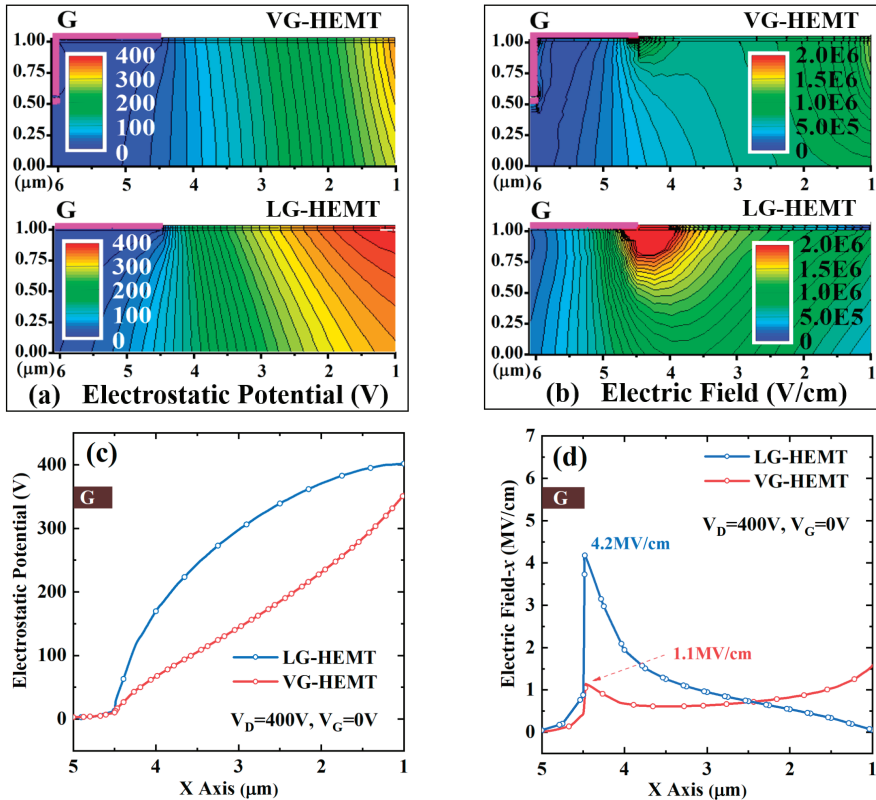 G VG-HEMT
1.00
0.75
0.50
0.25
0.00
400
300
200
100
0
(μm) 6 5 4 3 2 1
G LG-HEMT
1.00
0.75
0.50
0.25
0.00
400
300
200
100
0
(μm) 6 5 4 3 2 1
(a) Electrostatic Potential (V)
G VG-HEMT
1.00
0.75
0.50
0.25
0.00
2.0E6
1.5E6
1.0E6
5.0E5
0
(μm) 6 5 4 3 2 1
G LG-HEMT
1.00
0.75
0.50
0.25
0.00
2.0E6
1.5E6
1.0E6
5.0E5
0
(μm) 6 5 4 3 2 1
(b) Electric Field (V/cm)
(c)
Electrostatic Potential (V)
400
300
200
100
0
G
LG-HEMT
VG-HEMT
V_D=400V, V_G=0V
5 4 3 2 1
X Axis (μm)
(d)
Electric Field-x (MV/cm)
7
6
5
4
3
2
1
0
G
LG-HEMT
VG-HEMT
V_D=400V, V_G=0V
4.2MV/cm
1.1MV/cm
5 4 3 2 1
X Axis (μm)